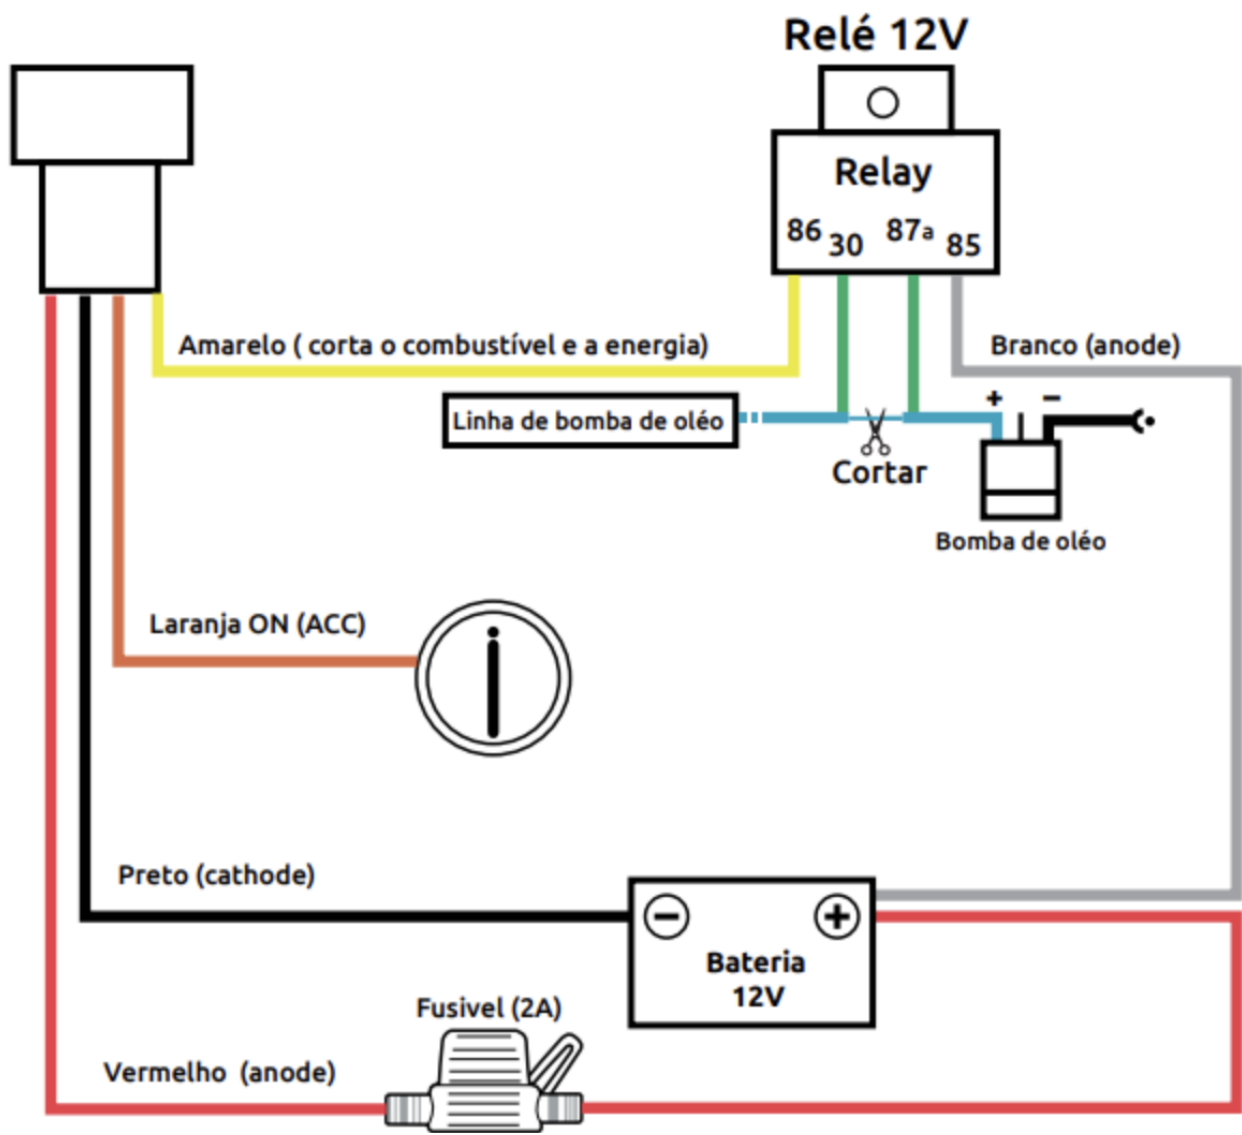 Relé 12V
Relay
86
30
87a
85
Amarelo ( corta o combustível e a energia)
Branco (anode)
+
−
Linha de bomba de oléo
Cortar
Bomba de oléo
Laranja ON (ACC)
Preto (cathode)
−
+
Bateria
12V
Fusivel (2A)
Vermelho (anode)